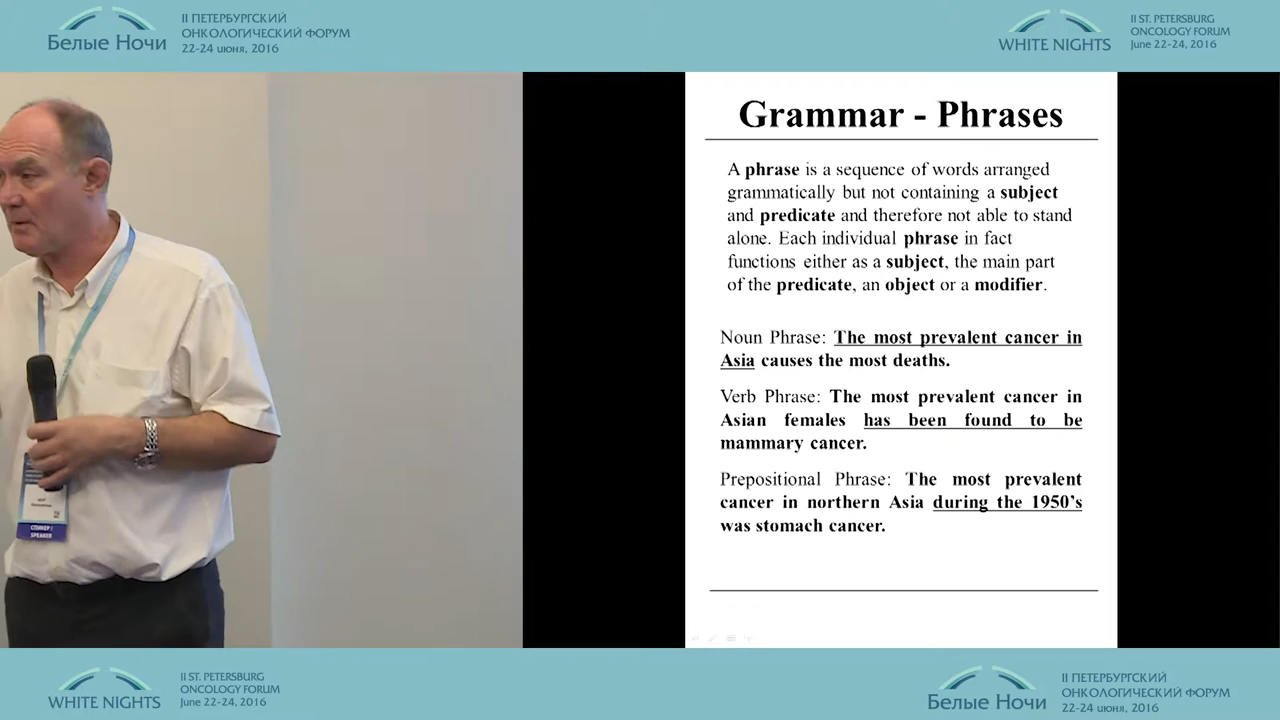 Белые Ночи
II ПЕТЕРБУРГСКИЙ
ОНКОЛОГИЧЕСКИЙ ФОРУМ
22-24 июня, 2016
WHITE NIGHTS
II ST. PETERSBURG
ONCOLOGY FORUM
June 22-24, 2016
Grammar - Phrases
A phrase is a sequence of words arranged
grammatically but not containing a subject
and predicate and therefore not able to stand
alone. Each individual phrase in fact
functions either as a subject, the main part
of the predicate, an object or a modifier.
Noun Phrase: The most prevalent cancer in
Asia causes the most deaths.
Verb Phrase: The most prevalent cancer in
Asian females has been found to be
mammary cancer.
Prepositional Phrase: The most prevalent
cancer in northern Asia during the 1950's
was stomach cancer.
СПИКЕР /
SPEAKER
WHITE NIGHTS
II ST. PETERSBURG
ONCOLOGY FORUM
June 22-24, 2016
Белые Ночи
II ПЕТЕРБУРГСКИЙ
ОНКОЛОГИЧЕСКИЙ ФОРУМ
22-24 июня, 2016